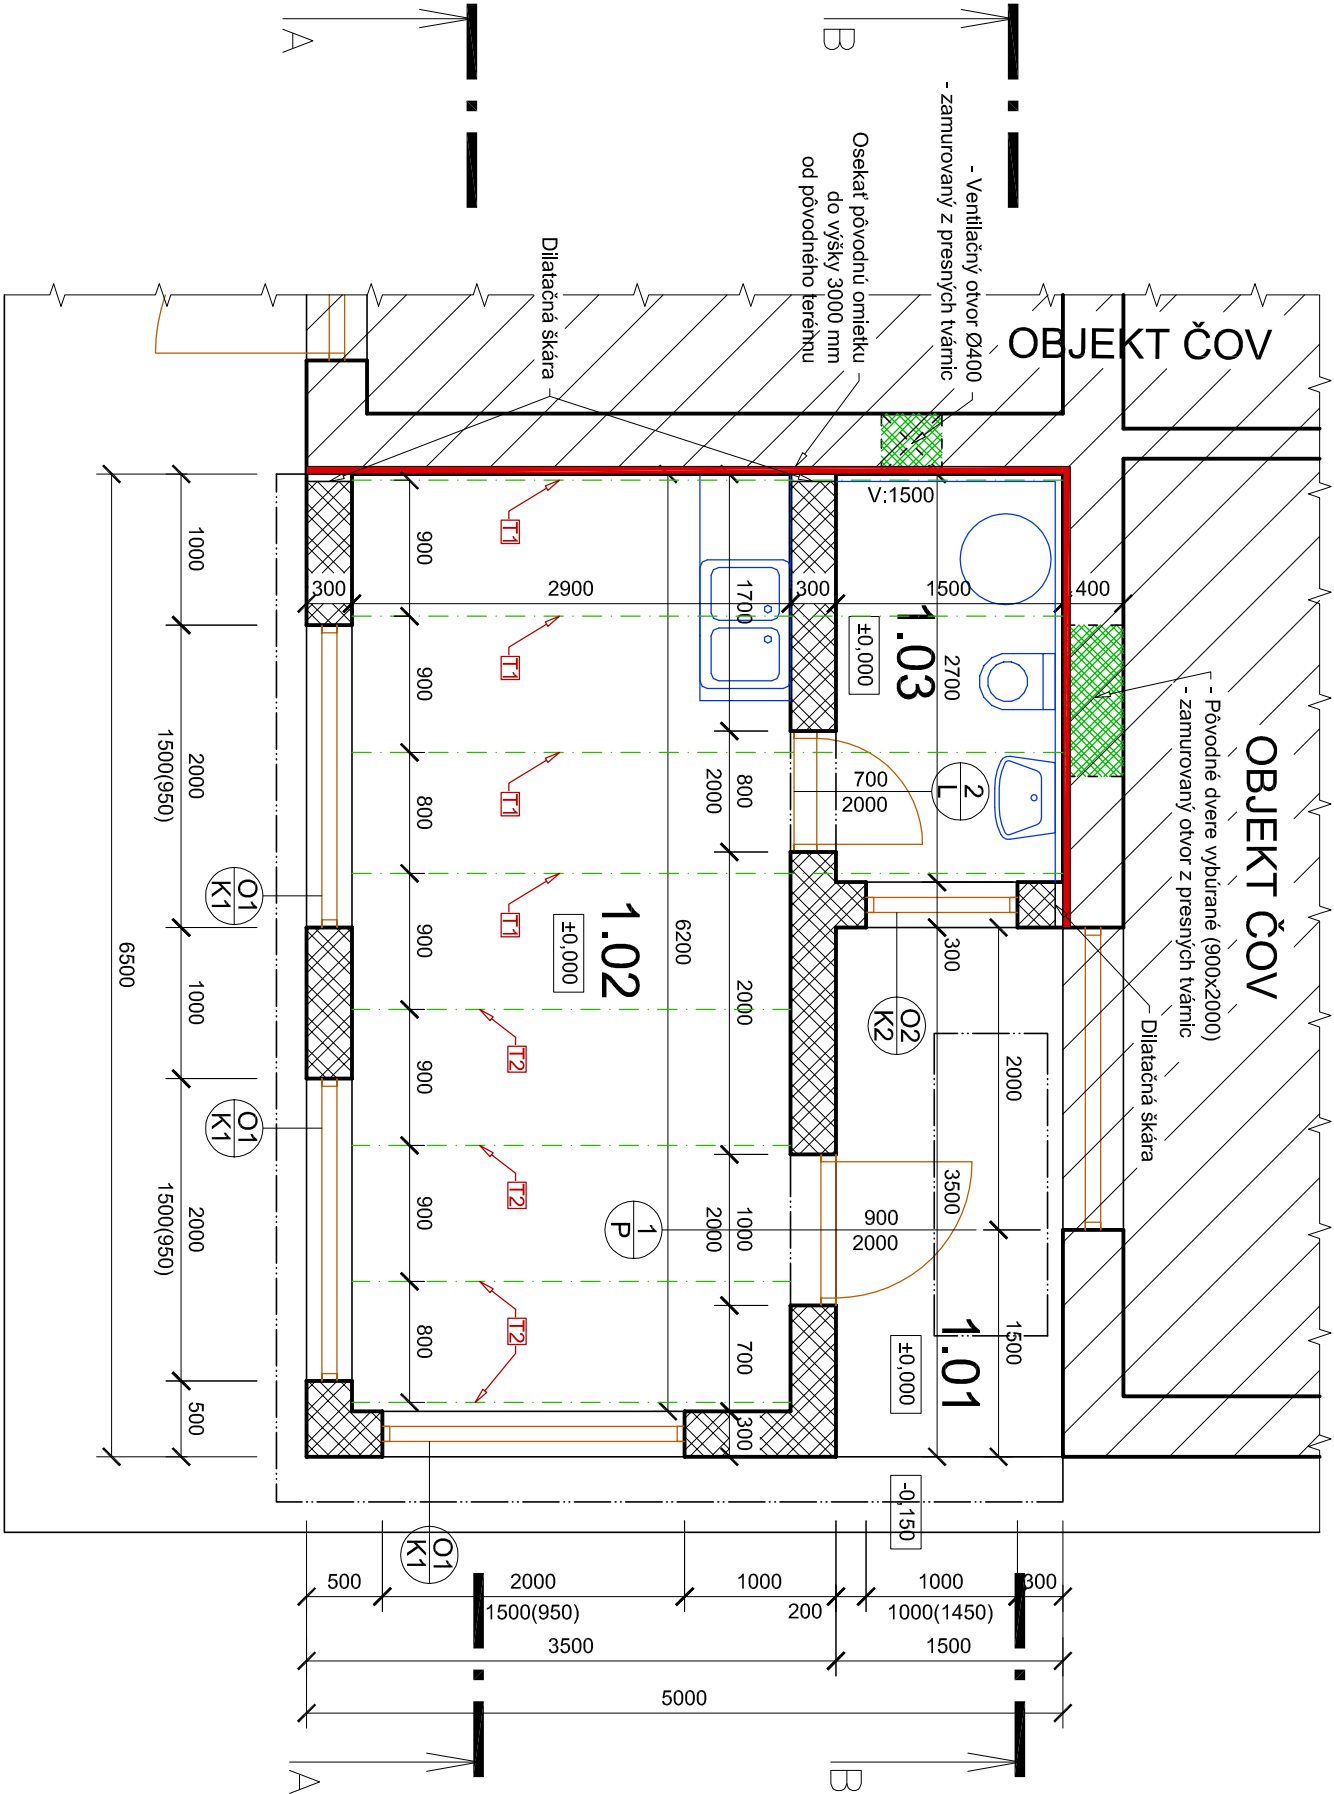 A
B
- Ventilačný otvor Ø400
- zamurovaný z presných tvárnic
Osekať pôvodnú omietku
do výšky 3000 mm
od pôvodného terénnu
Dilatačná škára
OBJEKT ČOV
OBJEKT ČOV
- Pôvodné dvere vybúrané (900x2000)
- zamurovaný otvor z presných tvárnic
Dilatačná škára
V:1500
300
2900
300
1500
400
1.03
±0,000
2700
1700
900
900
800
900
900
900
800
T1
T1
T1
T1
T2
T2
T2
1000
2000
1500(950)
1000
2000
1500(950)
500
6500
O1
K1
O1
K1
O1
K1
800
2000
700
2000
2
L
1.02
±0,000
6200
2000
300
O2
K2
2000
3500
1500
1
P
1000
2000
900
2000
700
300
1.01
±0,000
-0,150
500
2000
1500(950)
1000
200
1000
1000(1450)
300
3500
1500
5000
A
B